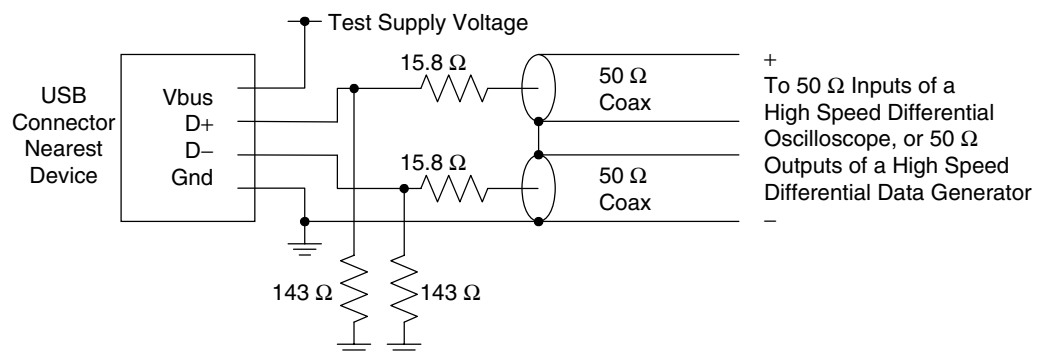 Test Supply Voltage
USB
Connector
Nearest
Device
Vbus
D+
D−
Gnd
15.8 Ω
50 Ω
Coax
15.8 Ω
50 Ω
Coax
143 Ω
143 Ω
+
To 50 Ω Inputs of a
High Speed Differential
Oscilloscope, or 50 Ω
Outputs of a High Speed
Differential Data Generator
−